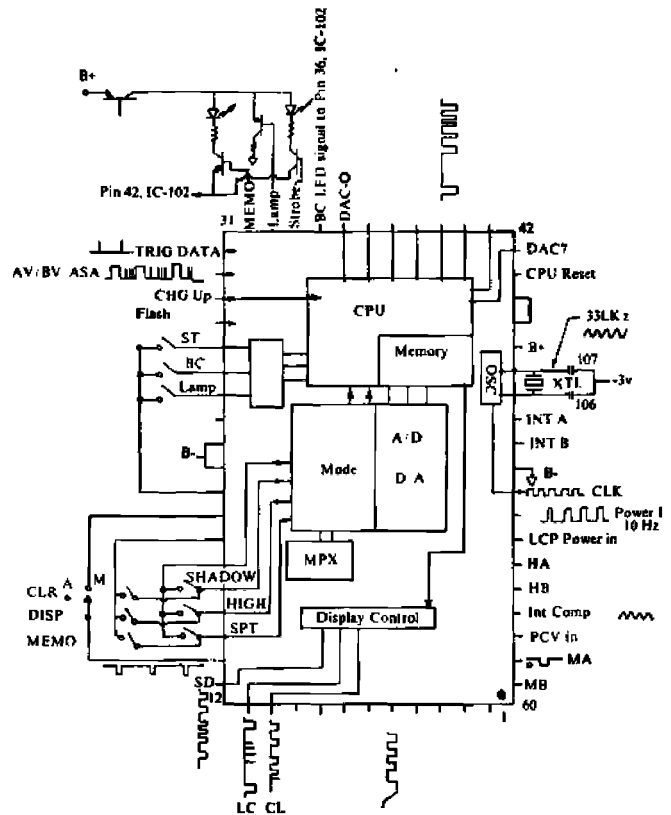 B+
Pin 42, IC-102
MEMO
Lamp
Strobe
BC LED signal to Pin 36, IC-102
DAC-O
31
42
TRIG DATA
AV/BV ASA
CHG Up
Flash
ST
BC
Lamp
B-
CPU
Memory
Mode
A/D
D A
MPX
Display Control
OSC
DAC7
CPU Reset
33LK z
B+
107
XTL
-3v
106
INT A
INT B
B-
CLK
Power I
10 Hz
LCP Power in
HA
HB
Int Comp
PCV in
MA
MB
60
CLR
A
M
DISP
MEMO
SHADOW
HIGH
SPT
SD
12
LC CL